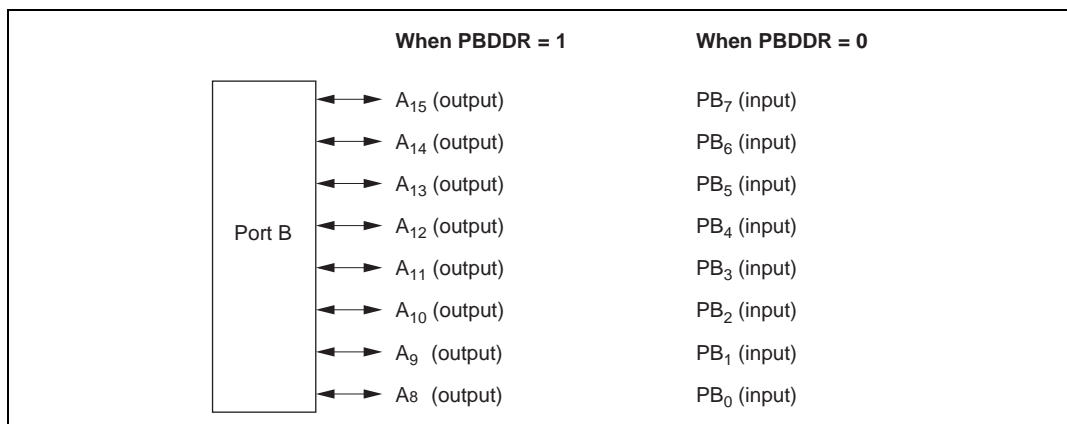 When PBDDR = 1 When PBDDR = 0
A15 (output) PB7 (input)
A14 (output) PB6 (input)
A13 (output) PB5 (input)
Port B A12 (output) PB4 (input)
A11 (output) PB3 (input)
A10 (output) PB2 (input)
A9 (output) PB1 (input)
A8 (output) PB0 (input)